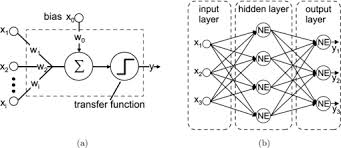 bias x₀
w₀
x₁
x₂
xᵢ
w₁
w₂
wᵢ
Σ
y
transfer function
(a)
input layer
hidden layer
output layer
x₁
x₂
x₃
NE
NE
NE
NE
NE
NE
NE
y₁
y₂
y₃
(b)